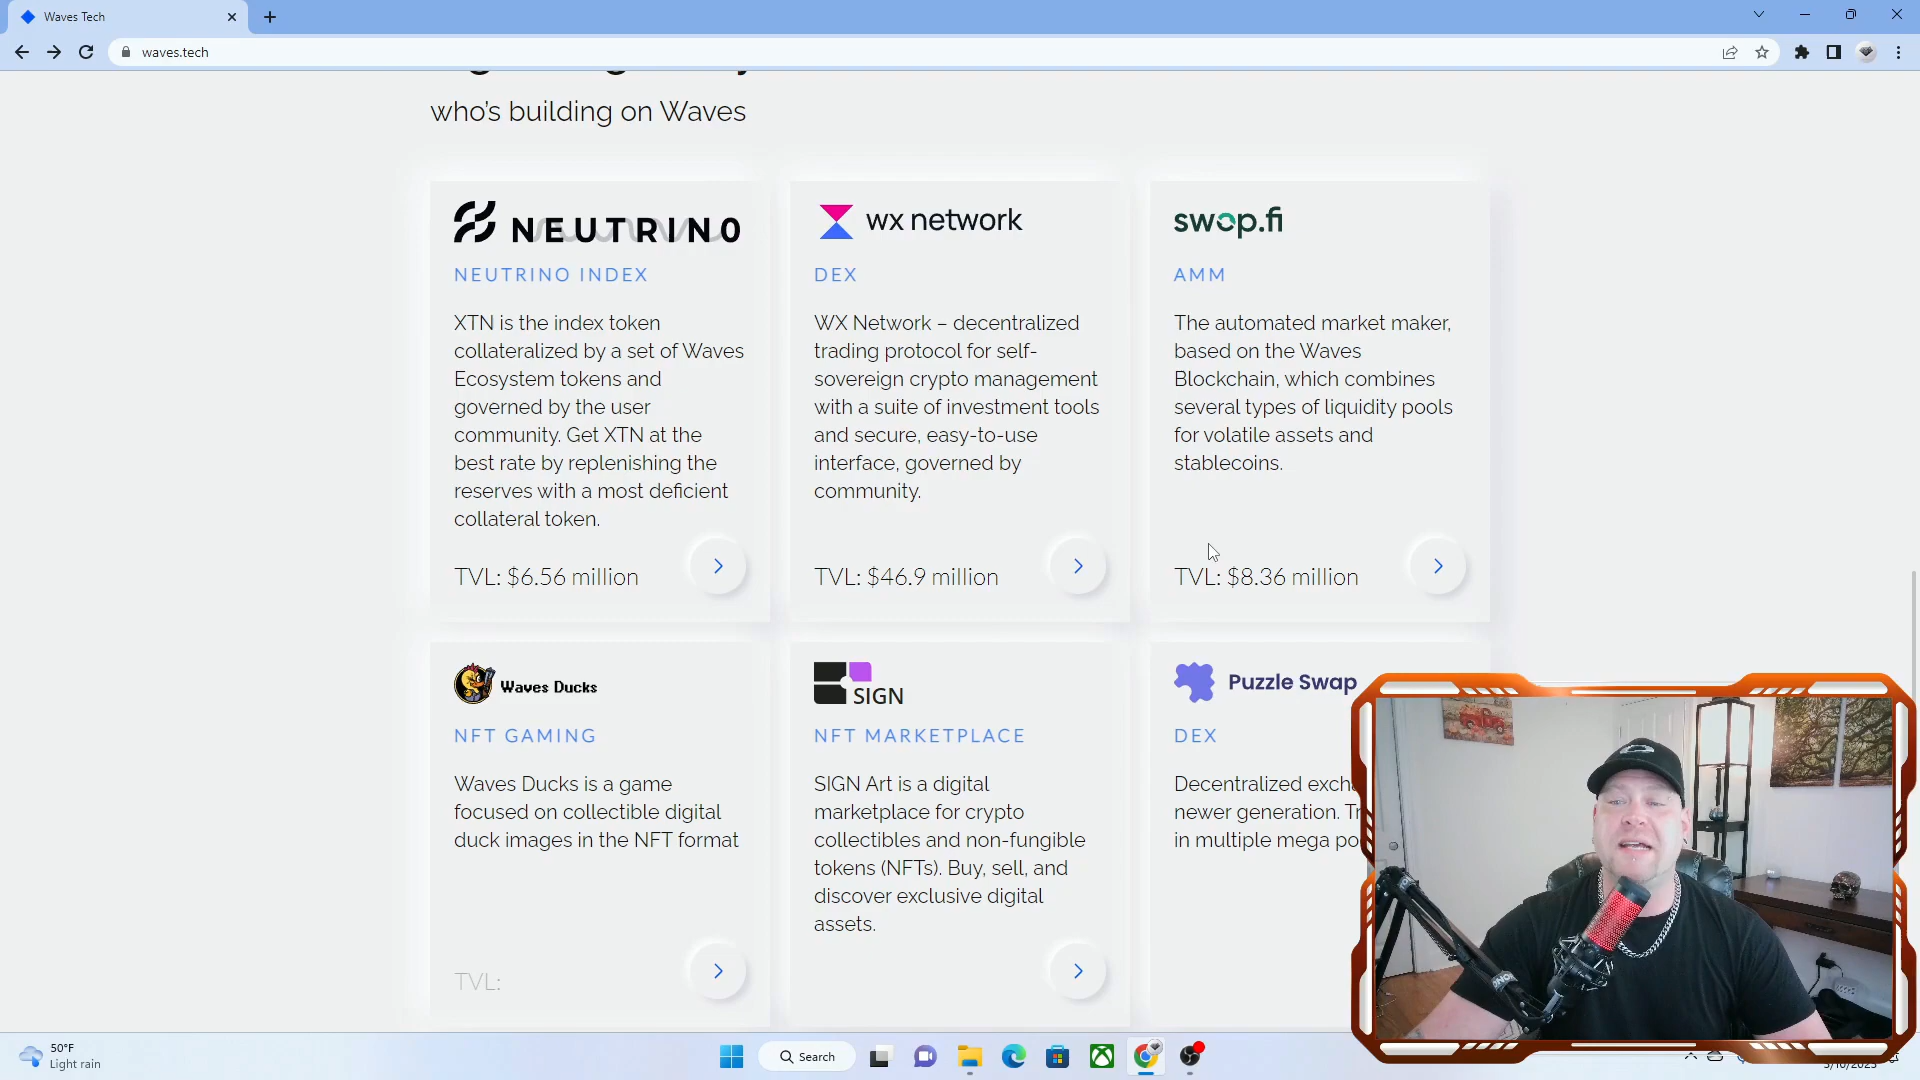 Waves Tech
waves.tech
who's building on Waves
NEUTRINO
NEUTRINO INDEX
XTN is the index token
collateralized by a set of Waves
Ecosystem tokens and
governed by the user
community. Get XTN at the
best rate by replenishing the
reserves with a most deficient
collateral token.
TVL: $6.56 million
wx network
DEX
WX Network – decentralized
trading protocol for self-
sovereign crypto management
with a suite of investment tools
and secure, easy-to-use
interface, governed by
community.
TVL: $46.9 million
swop.fi
AMM
The automated market maker,
based on the Waves
Blockchain, which combines
several types of liquidity pools
for volatile assets and
stablecoins.
TVL: $8.36 million
Waves Ducks
NFT GAMING
Waves Ducks is a game
focused on collectible digital
duck images in the NFT format
TVL:
SIGN
NFT MARKETPLACE
SIGN Art is a digital
marketplace for crypto
collectibles and non-fungible
tokens (NFTs). Buy, sell, and
discover exclusive digital
assets.
Puzzle Swap
DEX
Decentralized
newer generation.
in multiple mega
50°F
Light rain
Search